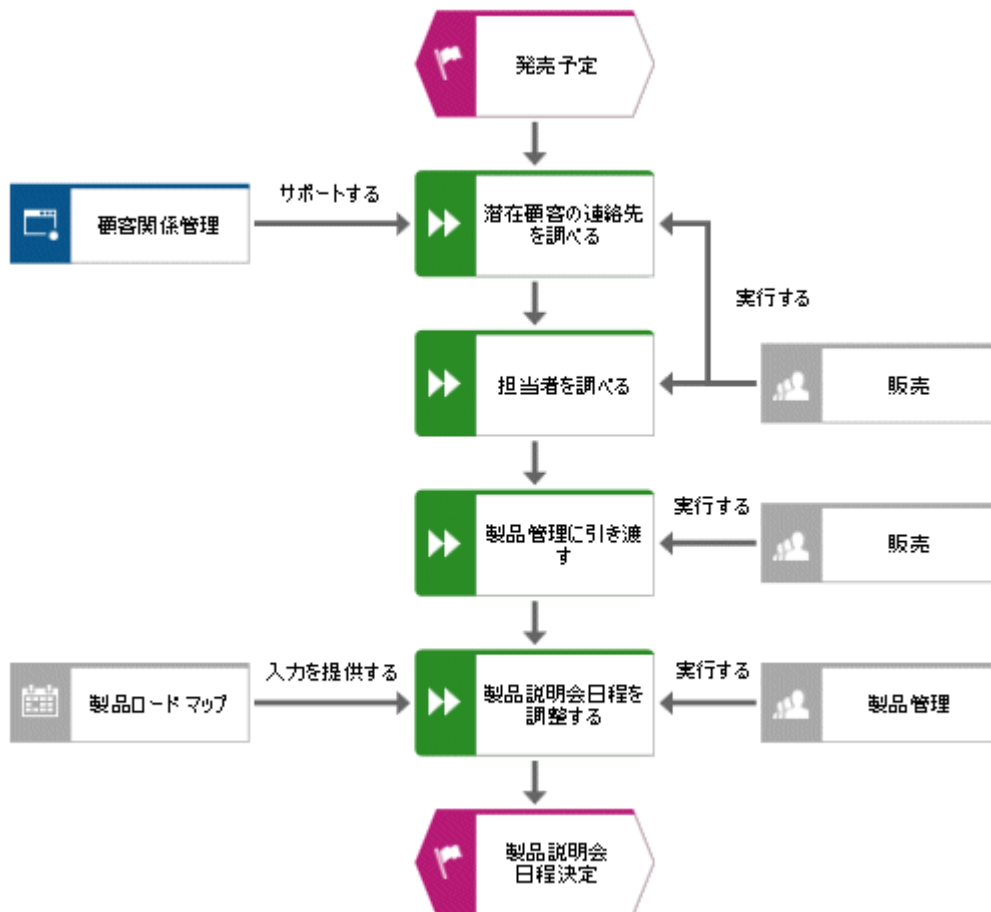 発売予定
サポートする
顧客関係管理
潜在顧客の連絡先
を調べる
実行する
担当者を調べる
販売
実行する
製品管理に引き渡
す
販売
入力を提供する
実行する
製品ロードマップ
製品説明会日程を
調整する
製品管理
製品説明会
日程決定